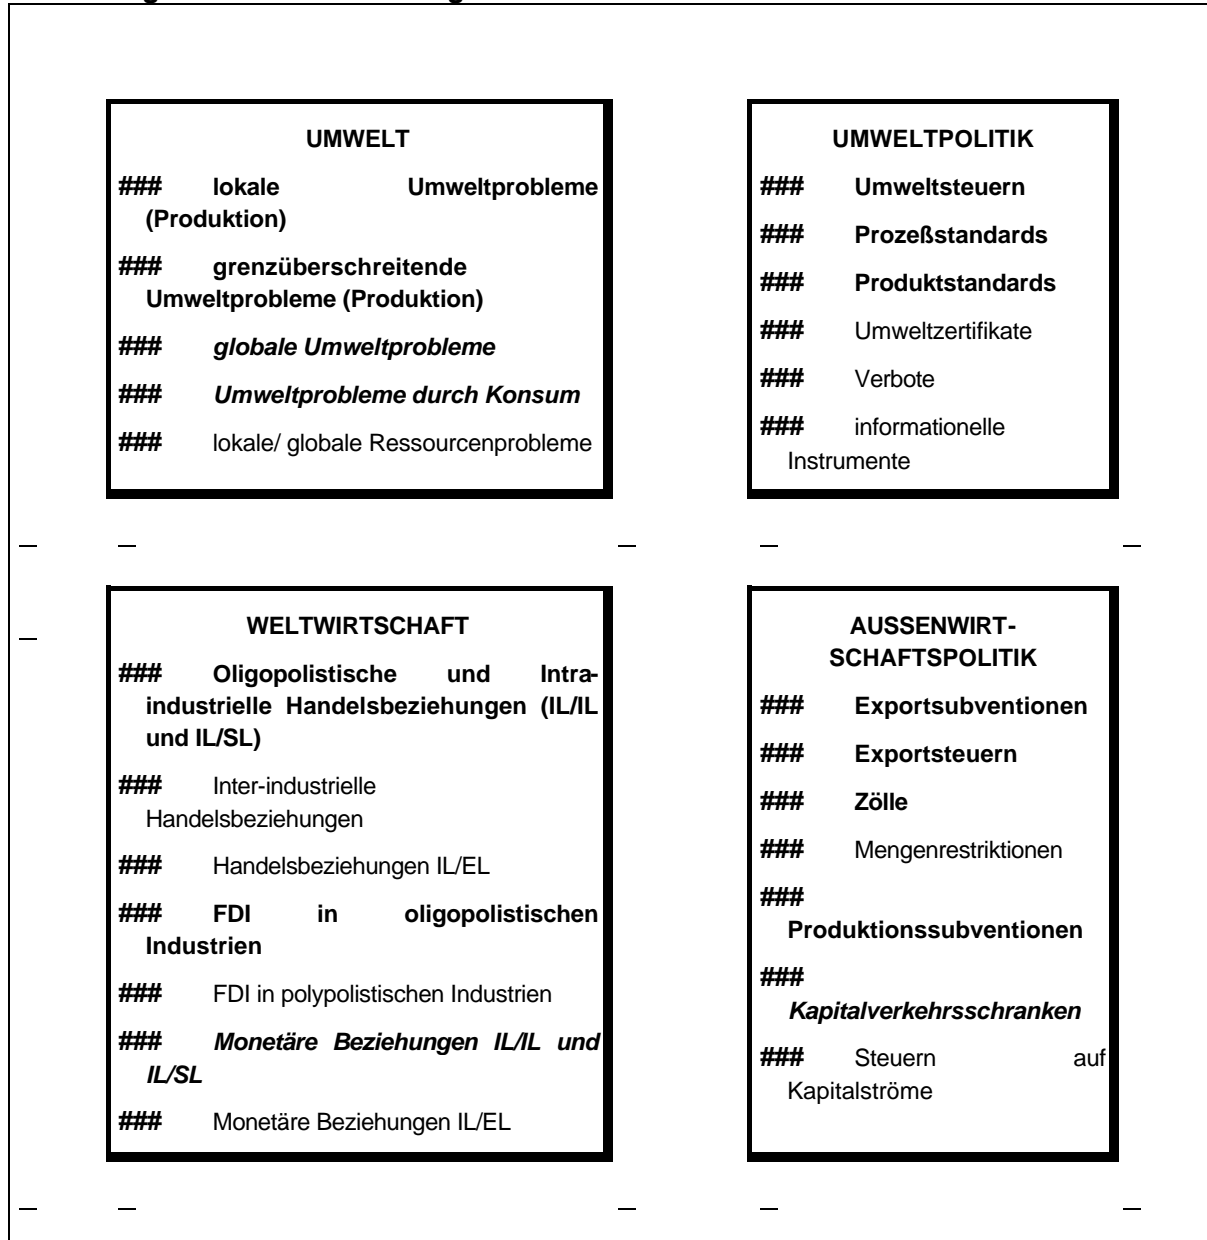 UMWELT
### lokale Umweltprobleme
(Produktion)
### grenzüberschreitende
Umweltprobleme (Produktion)
### globale Umweltprobleme
### Umweltprobleme durch Konsum
### lokale/ globale Ressourcenprobleme
UMWELTPOLITIK
### Umweltsteuern
### Prozeßstandards
### Produktstandards
### Umweltzertifikate
### Verbote
### informationelle
Instrumente
WELTWIRTSCHAFT
### Oligopolistische und Intra-
industrielle Handelsbeziehungen (IL/IL
und IL/SL)
### Inter-industrielle
Handelsbeziehungen
### Handelsbeziehungen IL/EL
### FDI in oligopolistischen
Industrien
### FDI in polypolistischen Industrien
### Monetäre Beziehungen IL/IL und
IL/SL
### Monetäre Beziehungen IL/EL
AUSSENWIRT-
SCHAFTSPOLITIK
### Exportsubventionen
### Exportsteuern
### Zölle
### Mengenrestriktionen
###
Produktionssubventionen
###
Kapitalverkehrsschranken
### Steuern auf
Kapitalströme